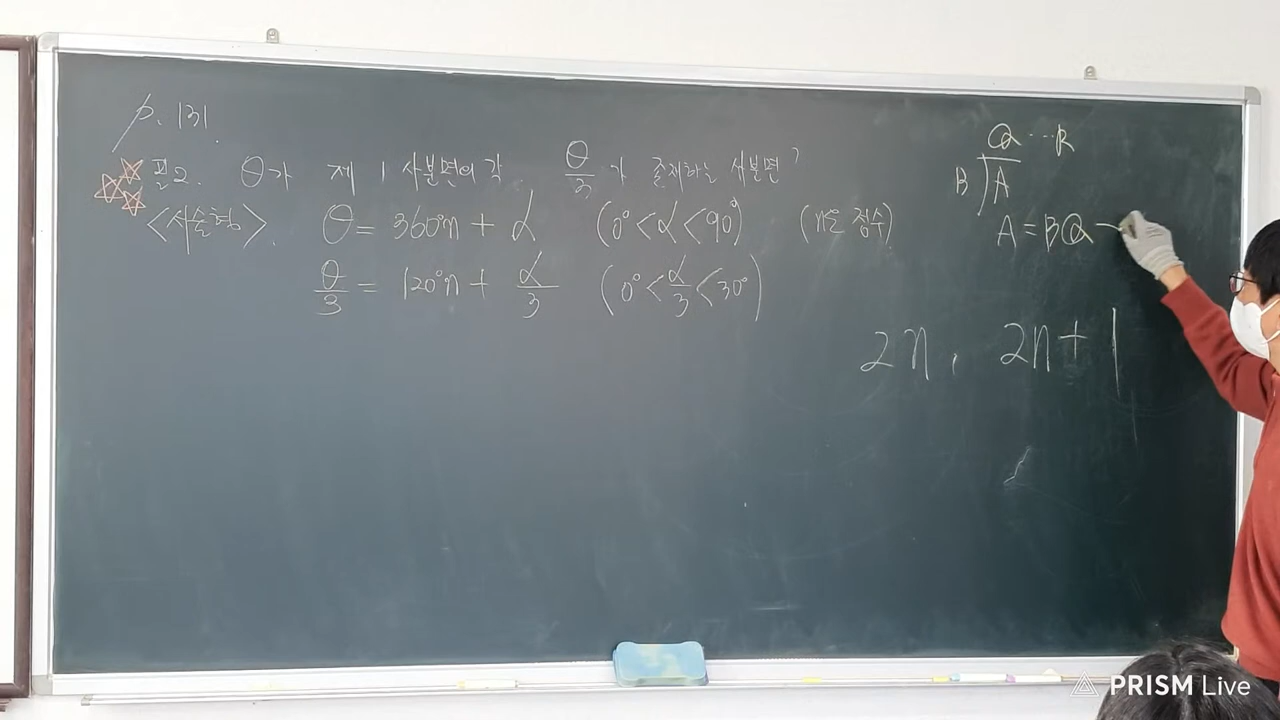 p. 131
필2. θ가 제 1 사분면의 각 θ/3 가 존재하는 사분면?
<서술형> θ = 360°n + α (0° < α < 90°) (n은 정수)
θ/3 = 120°n + α/3 (0° < α/3 < 30°)
Q ··· R
B ) A
A = BQ
2n, 2n+1
PRISM Live